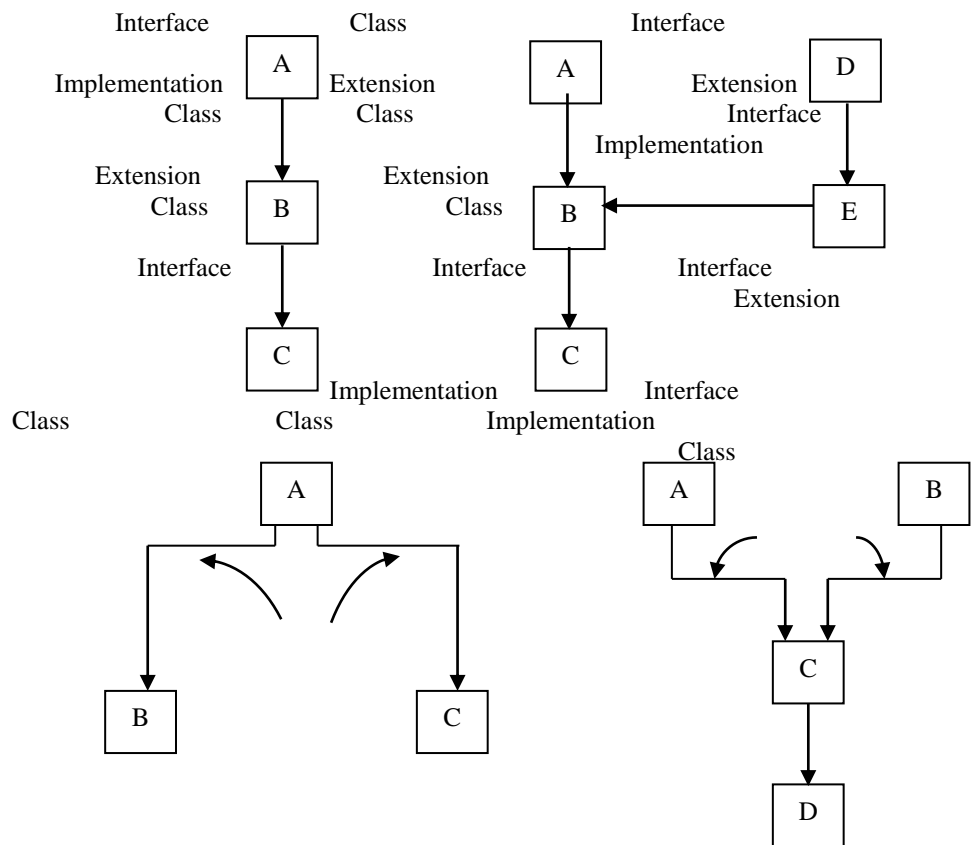 Interface Class Interface
A A D
Implementation Extension Extension
Class Class Interface
Implementation
Extension Extension
Class B Class B E
Interface Interface Interface
Extension
C C
Implementation Interface
Class Class Implementation
Class
A A B
C
B C
D